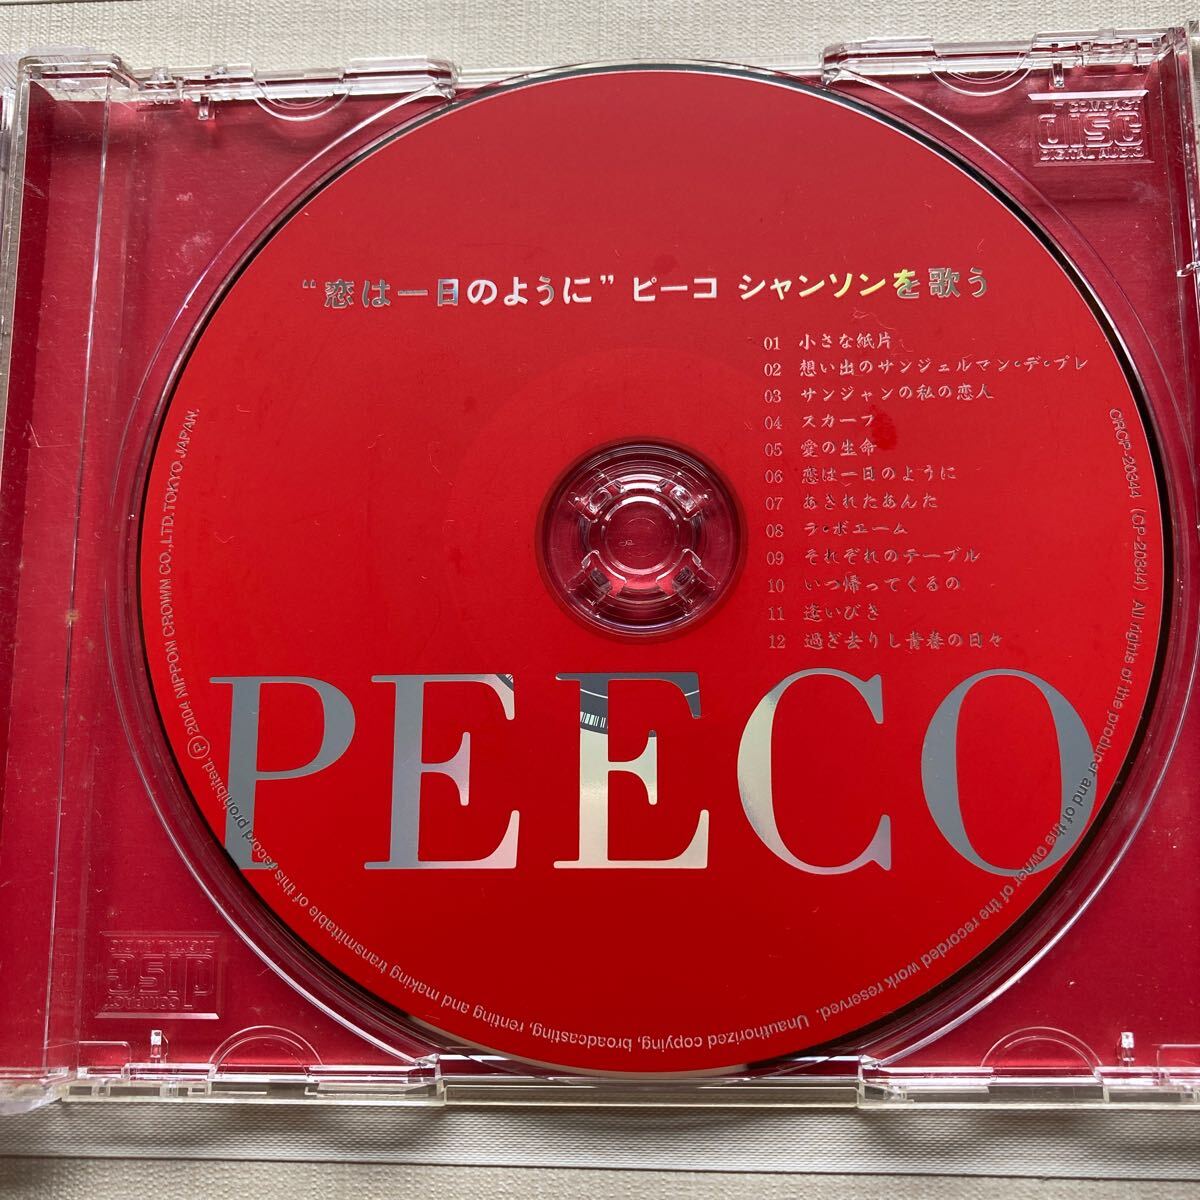 “恋は一日のように” ピーコ シャンソンを歌う
01 小さな紙片
02 想い出のサンジェルマン・デ・プレ
03 サンジャンの私の恋人
04 スカーフ
05 愛の生命
06 恋は一日のように
07 あきれたあんた
08 ラ・ボエーム
09 それぞれのテーブル
10 いつ帰ってくるの
11 逢いびき
12 過ぎ去りし青春の日々
PEECO
CRCP-20344 (CP-20344) All rights of the producer and of the owner of the recorded work reserved. Unauthorized copying, broadcasting, renting and making transmittable of this record prohibited. Ⓟ 2004 NIPPON CROWN CO.,LTD.TOKYO JAPAN.
COMPACT
disc
DIGITAL AUDIO
COMPACT
disc
DIGITAL AUDIO